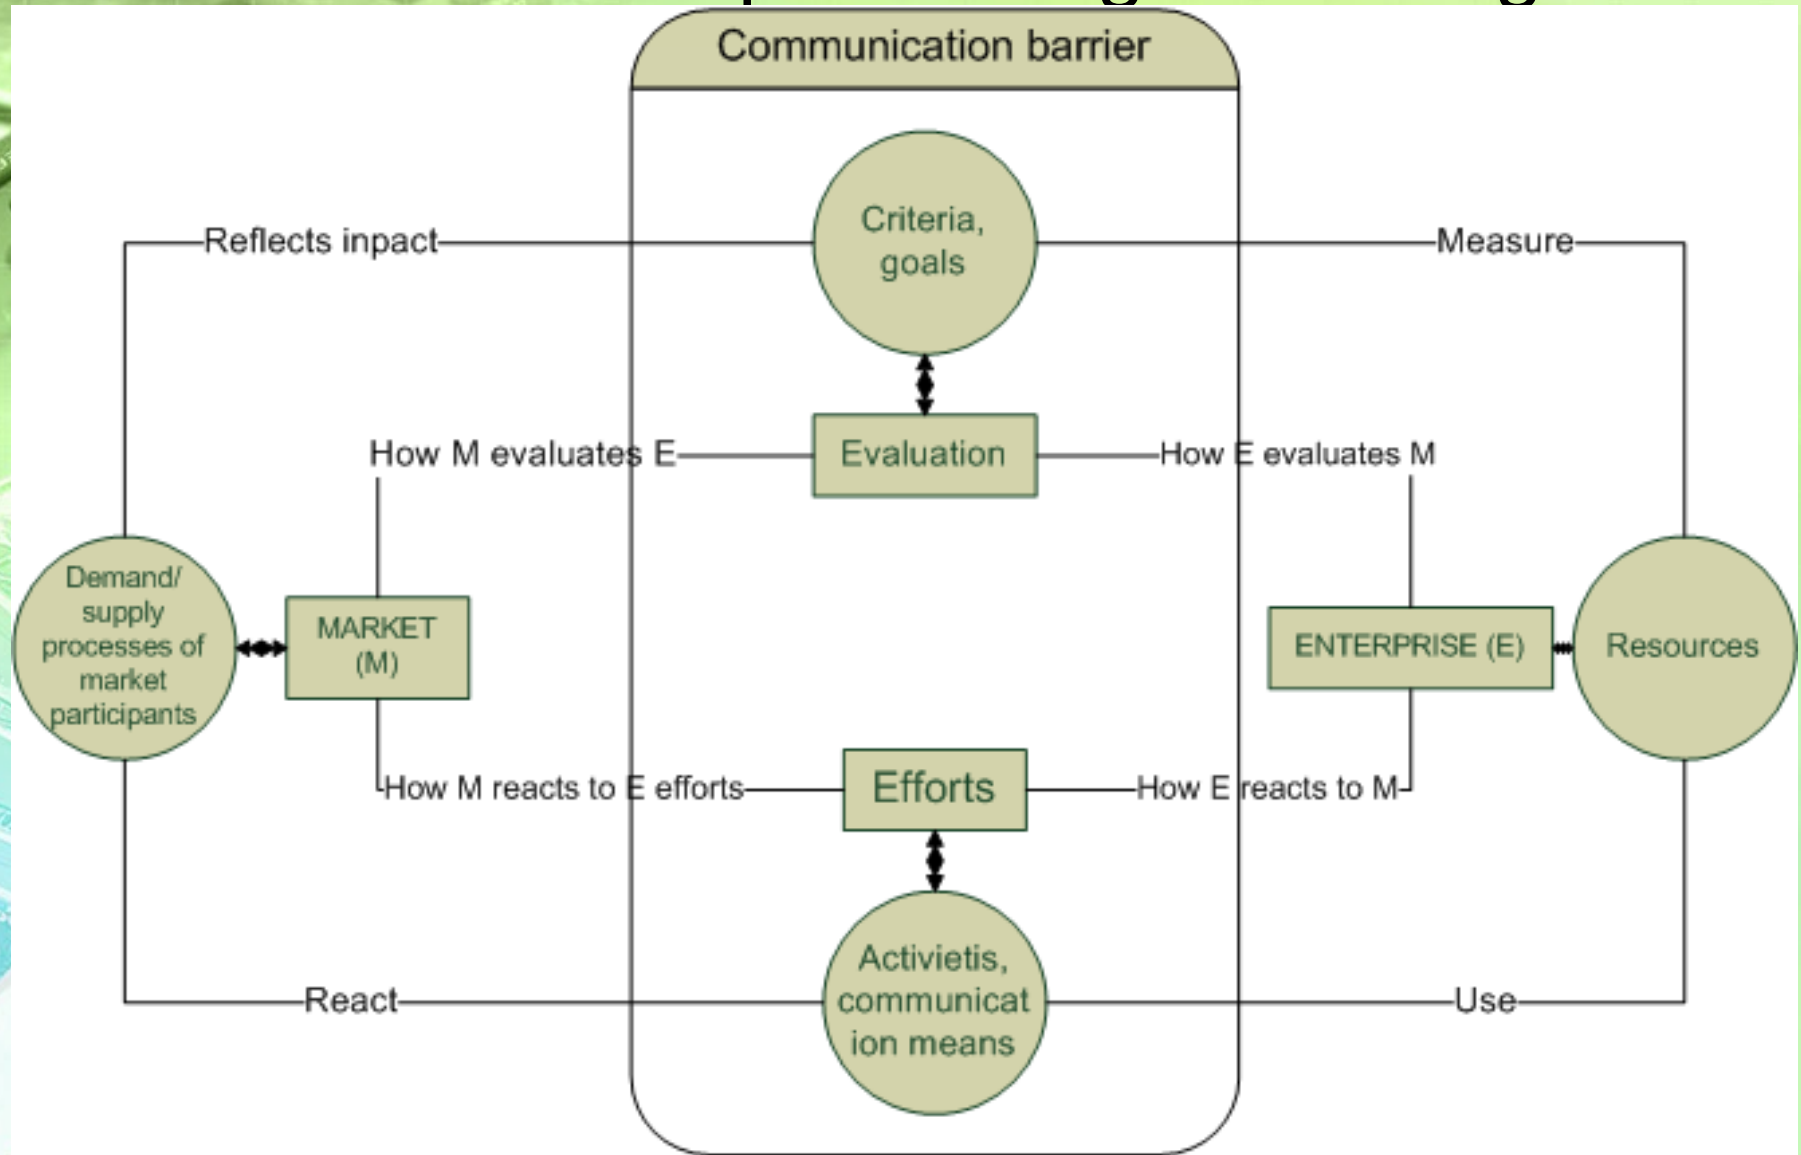 Communication barrier
Criteria,
goals
Reflects inpact
Measure
How M evaluates E
Evaluation
How E evaluates M
Demand/
supply
processes of
market
participants
MARKET
(M)
ENTERPRISE (E)
Resources
How M reacts to E efforts
Efforts
How E reacts to M
Activietis,
communicat
ion means
React
Use